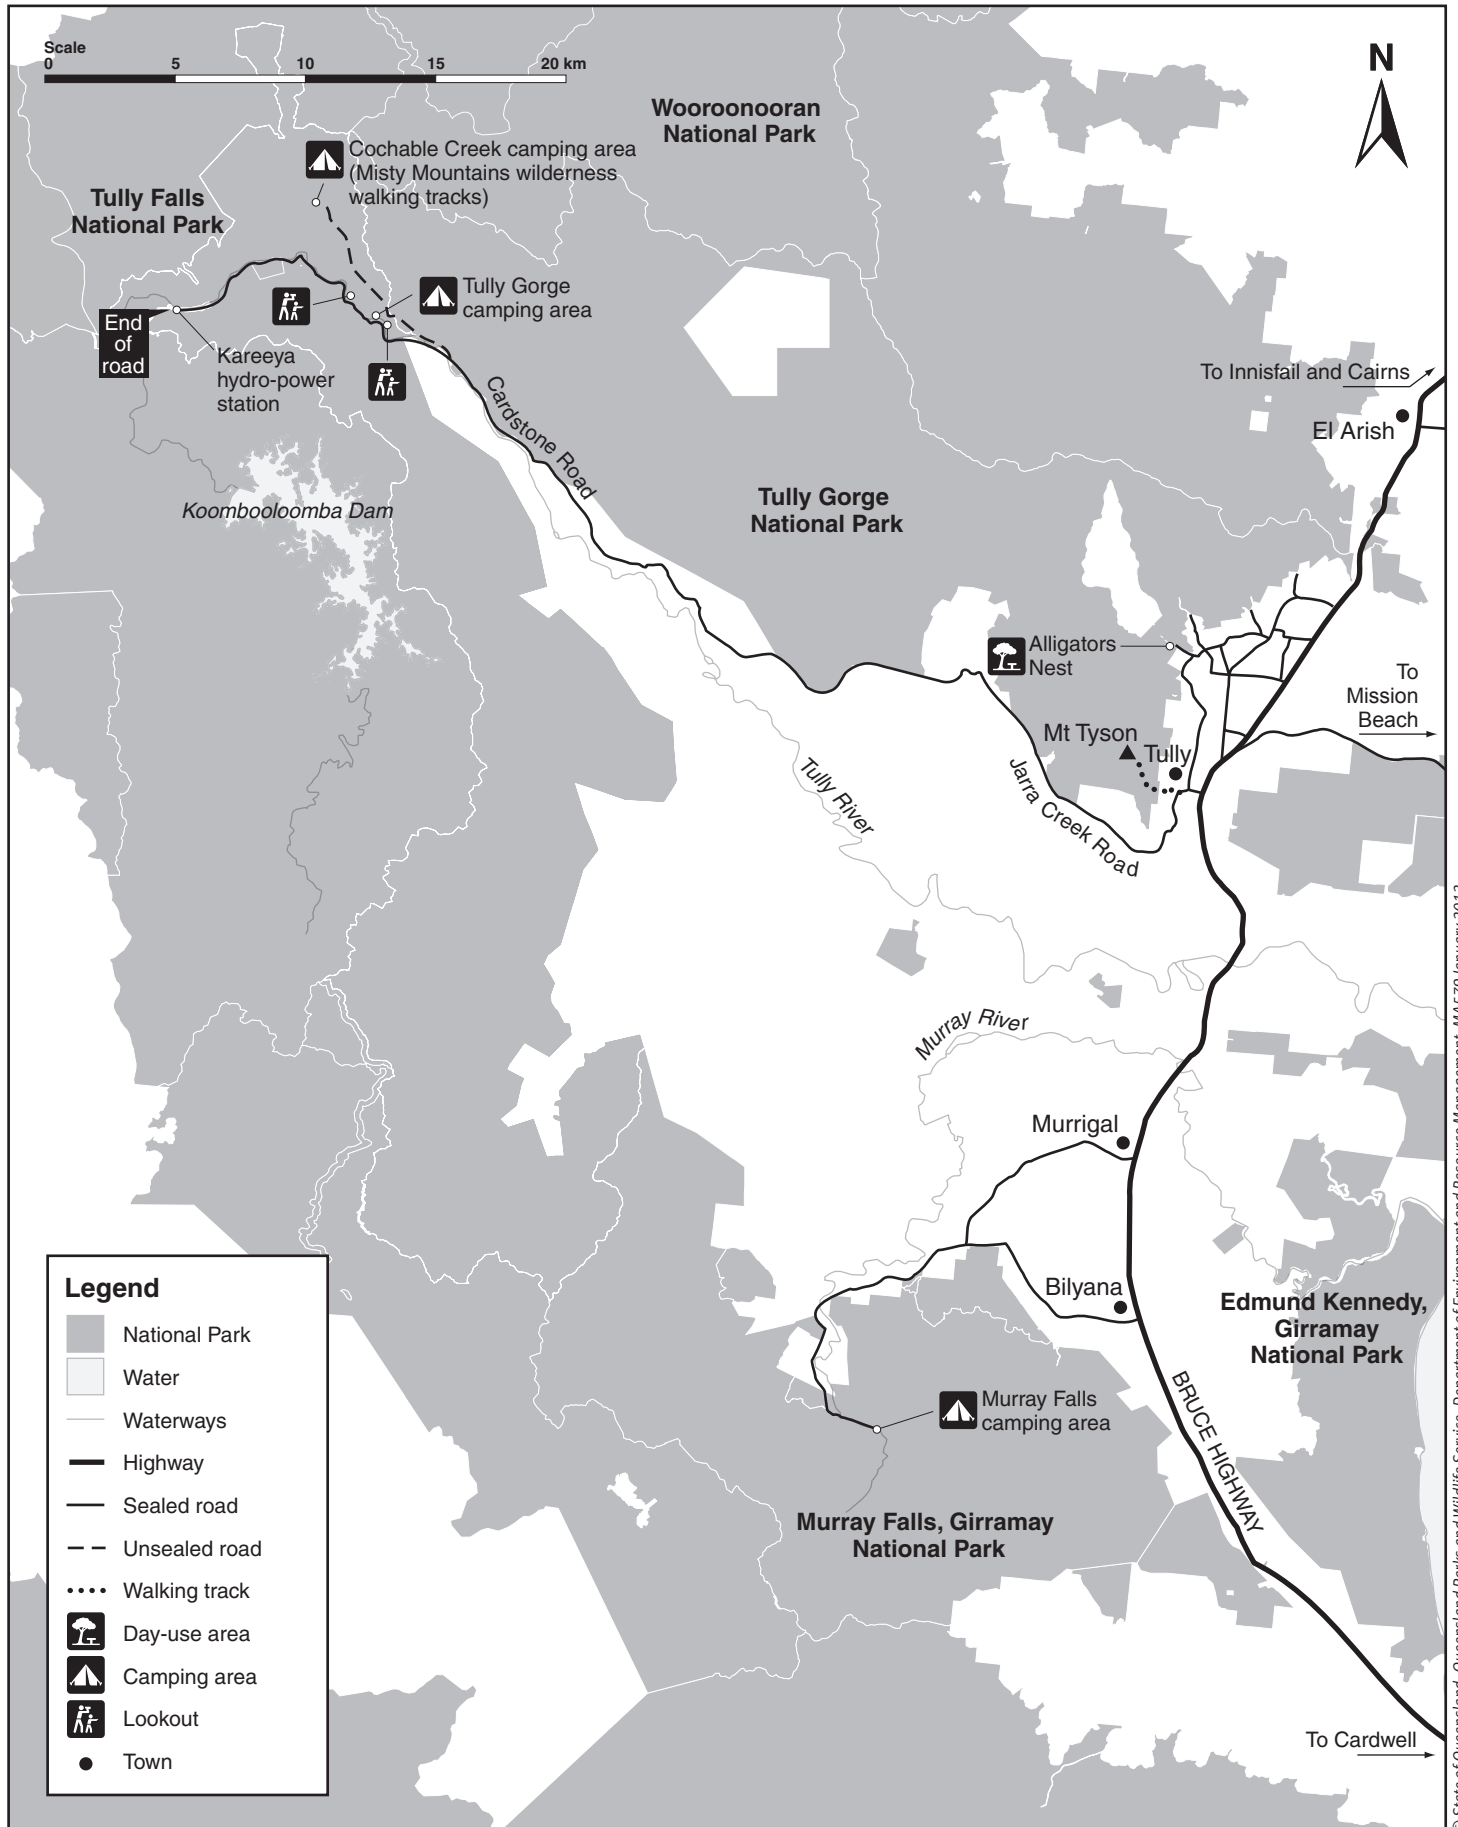 Scale
0 5 10 15 20 km
N
Wooroonooran
National Park
Cochable Creek camping area
(Misty Mountains wilderness
walking tracks)
Tully Falls
National Park
Tully Gorge
camping area
End
of
road
Kareeya
hydro-power
station
Cardstone Road
To Innisfail and Cairns
El Arish
Koombooloomba Dam
Tully Gorge
National Park
Alligators
Nest
To
Mission
Beach
Mt Tyson
Tully
Jarra Creek Road
Tully River
Murray River
Murrigal
Bilyana
Edmund Kennedy,
Girramay
National Park
BRUCE HIGHWAY
Murray Falls
camping area
Murray Falls, Girramay
National Park
To Cardwell
Legend
National Park
Water
Waterways
Highway
Sealed road
Unsealed road
Walking track
Day-use area
Camping area
Lookout
Town